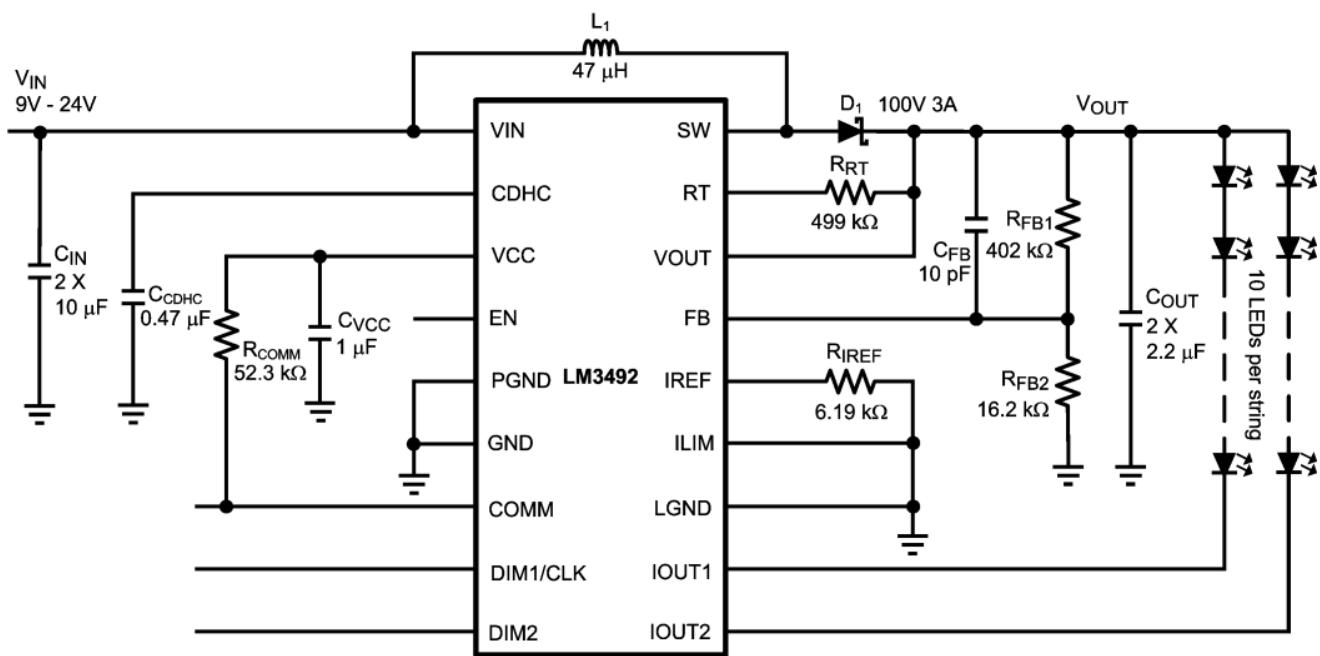 L1
47 µH
VIN
9V - 24V
D1
100V 3A
VOUT
VIN
SW
CDHC
RT
RRT
499 kΩ
VCC
VOUT
CFB
10 pF
RFB1
402 kΩ
CIN
2 X
10 µF
CCDHC
0.47 µF
RCOMM
52.3 kΩ
CVCC
1 µF
EN
FB
COUT
2 X
2.2 µF
10 LEDs per string
LM3492
PGND
IREF
RIREF
6.19 kΩ
RFB2
16.2 kΩ
GND
ILIM
COMM
LGND
DIM1/CLK
IOUT1
DIM2
IOUT2